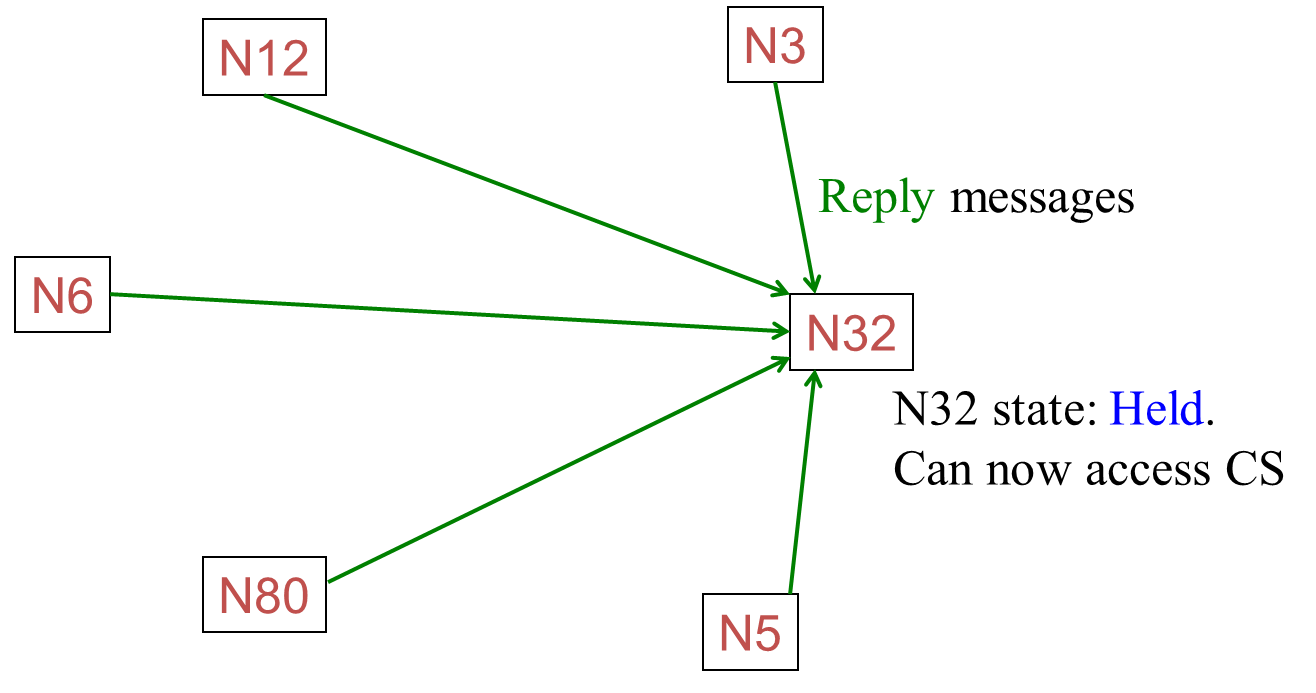 N12
N3
Reply messages
N6
N32
N32 state: Held.
Can now access CS
N80
N5